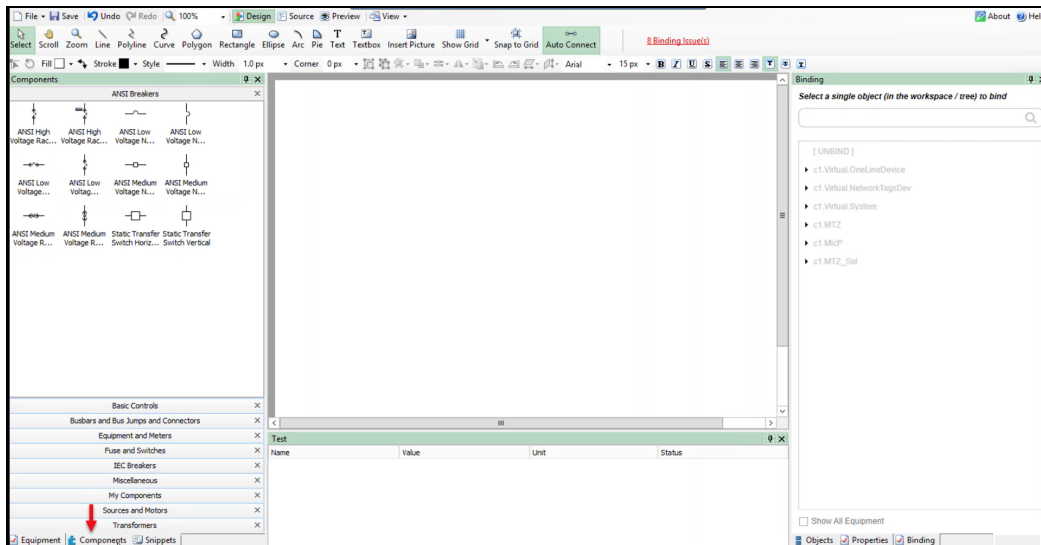 File Save Undo Redo 100% Design Source Preview View About Hel
Select Scroll Zoom Line Polyline Curve Polygon Rectangle Ellipse Arc Pie Text Textbox Insert Picture Show Grid Snap to Grid Auto Connect 8 Binding Issue(s)
Fill Stroke Style Width 1.0 px Corner 0 px Arial 15 px B I U S
Components
ANSI Breakers
ANSI High ANSI High ANSI Low ANSI Low
Voltage Rac... Voltage Rac... Voltage N... Voltage N...
ANSI Low ANSI Low ANSI Medium ANSI Medium
Voltage... Voltag... Voltage N... Voltage N...
ANSI Medium ANSI Medium Static Transfer Static Transfer
Voltage R... Voltage R... Switch Horiz... Switch Vertical
Basic Controls
Busbars and Bus Jumps and Connectors
Equipment and Meters
Fuse and Switches
IEC Breakers
Miscellaneous
My Components
Sources and Motors
Transformers
Equipment Components Snippets
Test
Name Value Unit Status
Binding
Select a single object (in the workspace / tree) to bind
[ UNBIND ]
c1.Virtual.OneLineDevice
c1.Virtual.NetworkTagsDev
c1.Virtual.System
c1.MTZ
c1.MicP
c1.MTZ_Sal
Show All Equipment
Objects Properties Binding